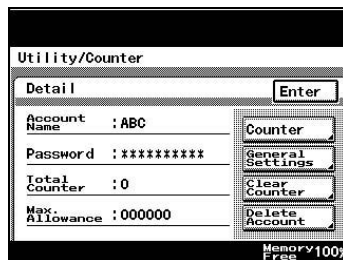 Utility/Counter
Detail
Enter
Account Name : ABC
Counter
Password : **********
General Settings
Total Counter : 0
Clear Counter
Max. Allowance : 000000
Delete Account
Memory Free 100%